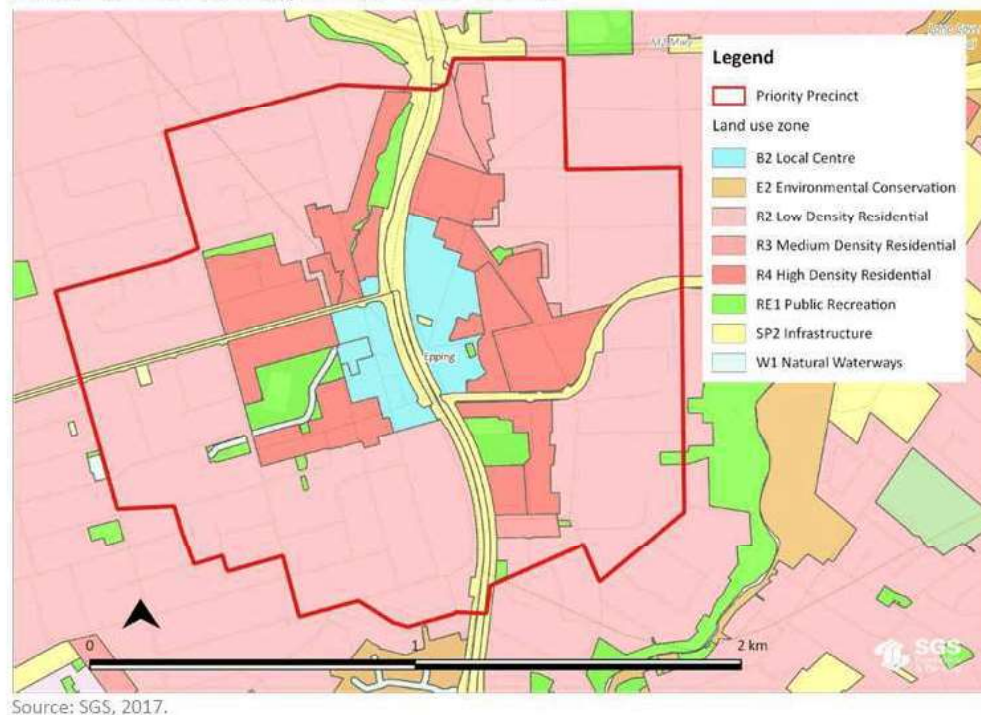 M2 Mwy
Legend
Priority Precinct
Land use zone
B2 Local Centre
E2 Environmental Conservation
R2 Low Density Residential
R3 Medium Density Residential
R4 High Density Residential
RE1 Public Recreation
SP2 Infrastructure
W1 Natural Waterways
Epping
0
1
2 km
SGS
Source: SGS, 2017.